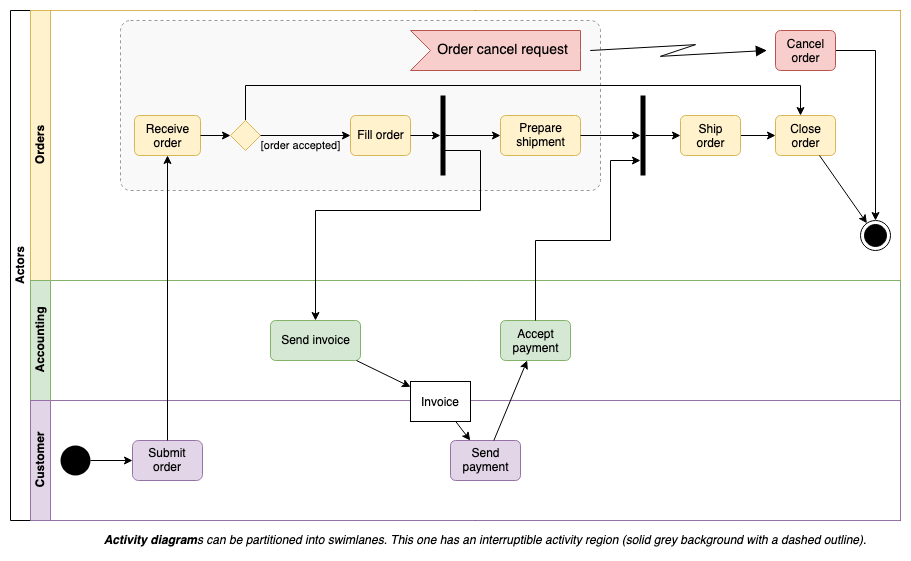 Actors
Orders
Order cancel request
Cancel
order
Receive
order
[order accepted]
Fill order
Prepare
shipment
Ship
order
Close
order
Accounting
Send invoice
Accept
payment
Invoice
Customer
Submit
order
Send
payment
Activity diagrams can be partitioned into swimlanes. This one has an interruptible activity region (solid grey background with a dashed outline).